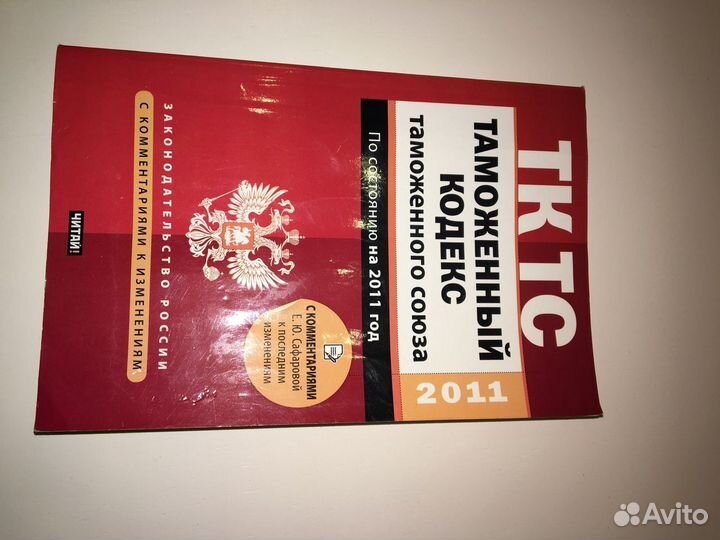 ТК ТС
ТАМОЖЕННЫЙ
КОДЕКС
таможенного союза
2011
По состоянию на 2011 год
С КОММЕНТАРИЯМИ
Е. Ю. Сафаровой
к последним
изменениям
ЗАКОНОДАТЕЛЬСТВО РОССИИ
С КОММЕНТАРИЯМИ К ИЗМЕНЕНИЯМ
ЧИТАЙ!
Avito